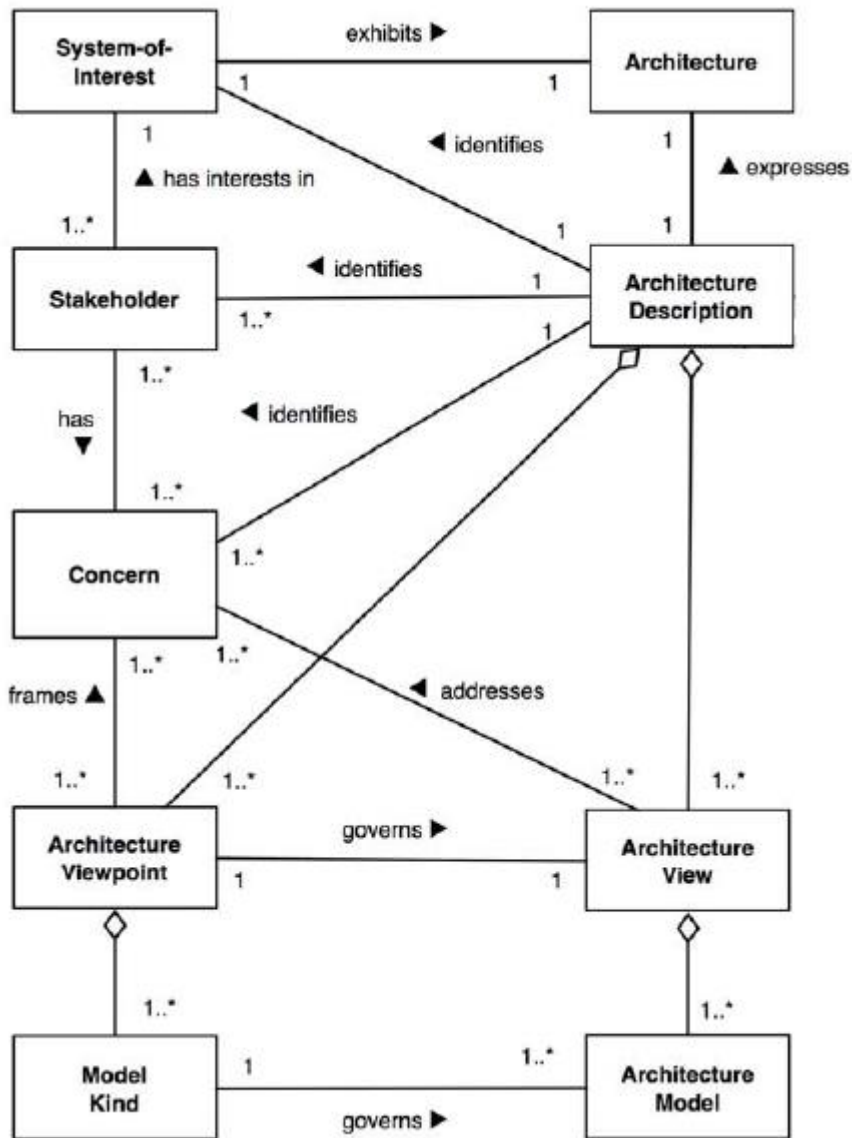 exhibits ▶
System-of-
Interest
Architecture
1
1
1
1
◀ identifies
▲ has interests in
▲ expresses
1..*
1
1
Stakeholder
◀ identifies
1
1..*
Architecture
Description
1
1..*
has
▼
◀ identifies
1..*
1..*
Concern
1..*
1..*
frames ▲
◀ addresses
1..*
1..*
1..*
1..*
Architecture
Viewpoint
governs ▶
1
1
Architecture
View
1..*
1..*
Model
Kind
1
1..*
governs ▶
Architecture
Model